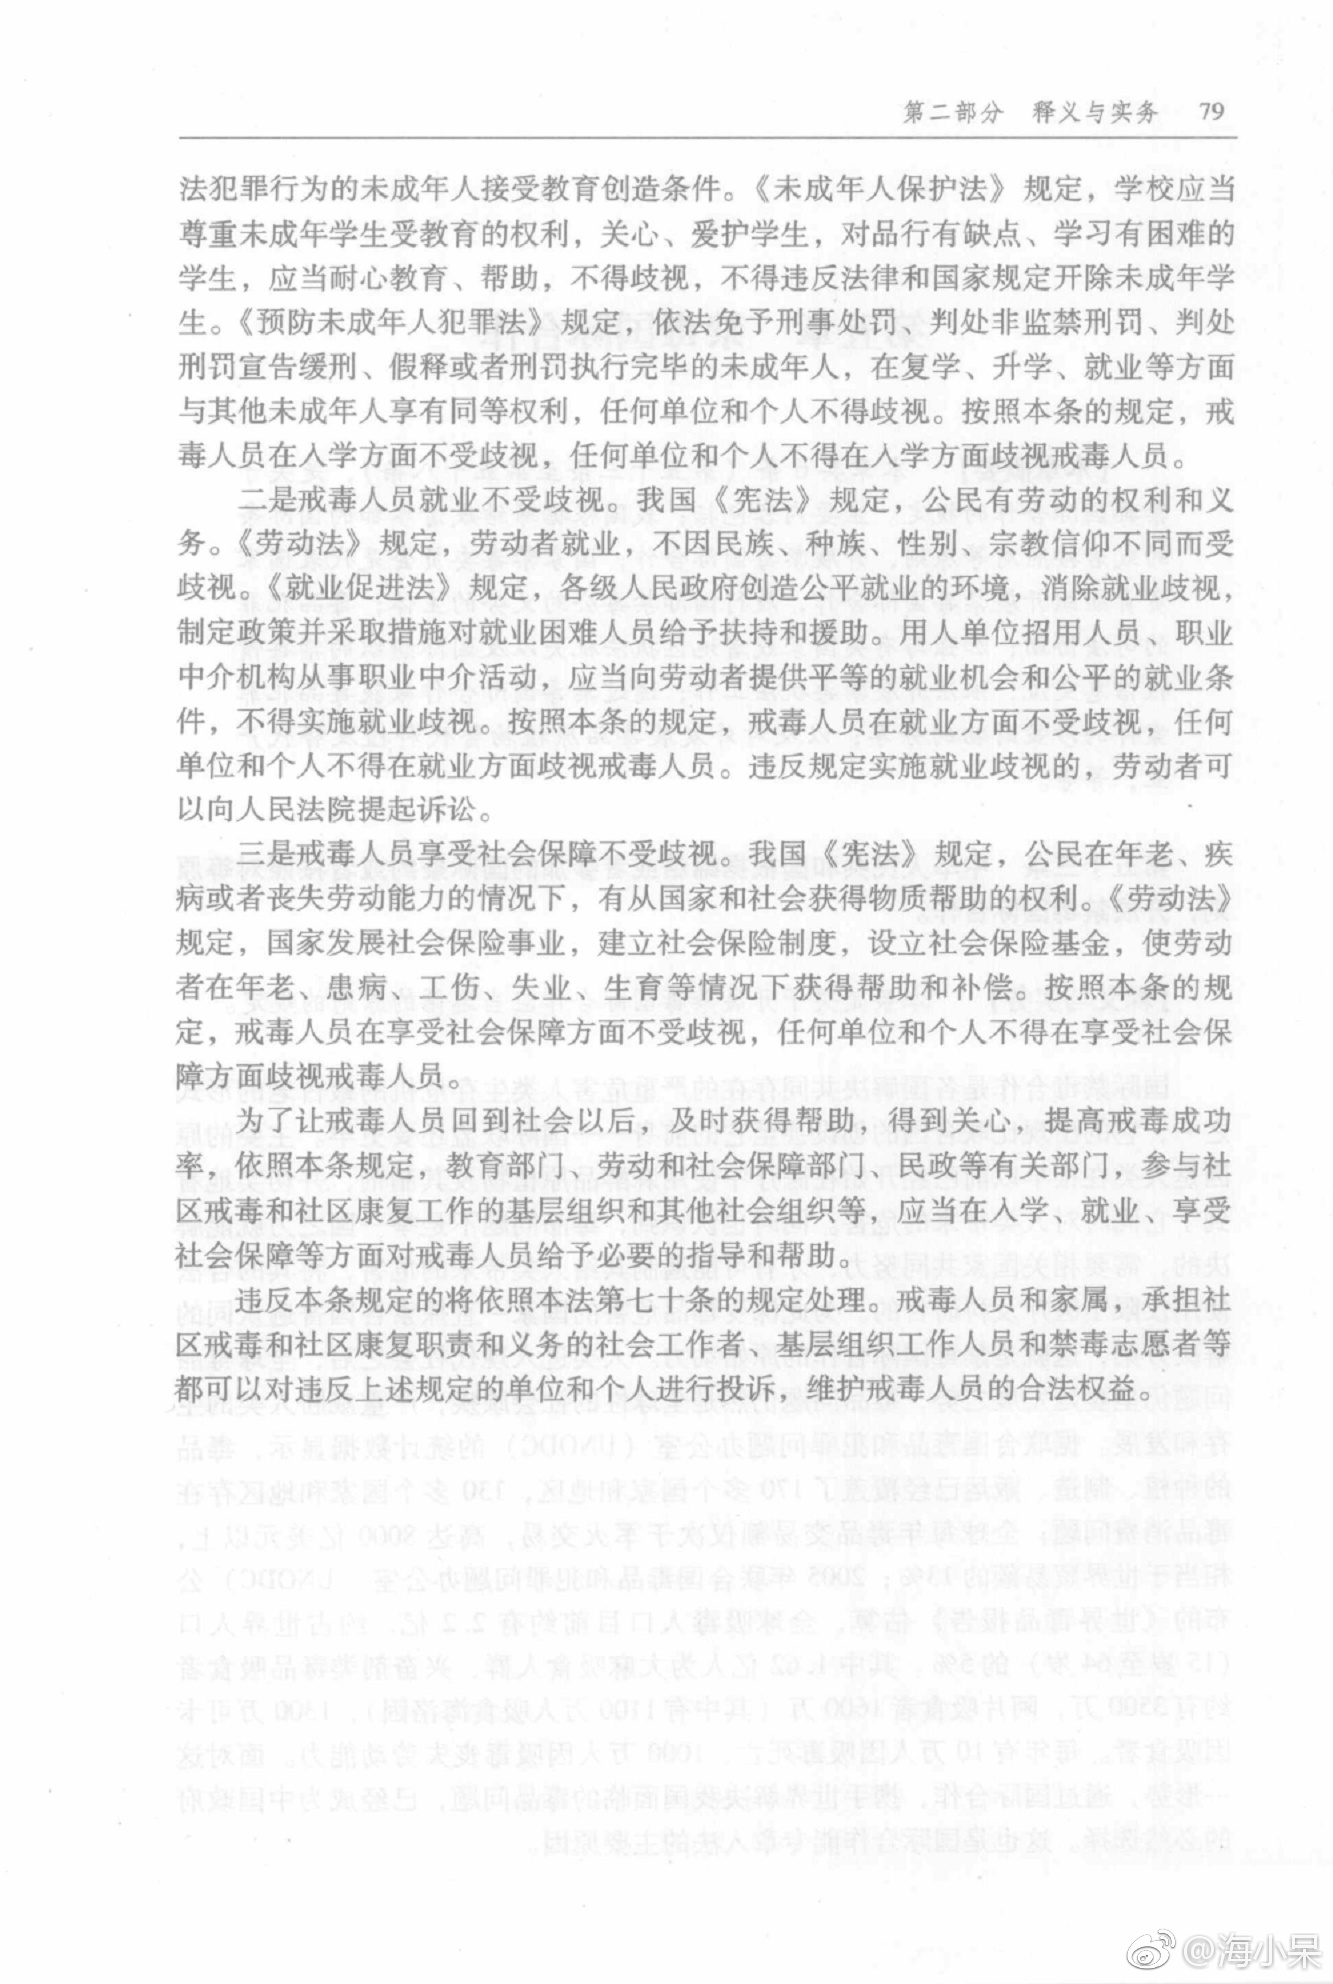 第二部分 释义与实务 79
法犯罪行为的未成年人接受教育创造条件。《未成年人保护法》规定，学校应当
尊重未成年学生受教育的权利，关心、爱护学生，对品行有缺点、学习有困难的
学生，应当耐心教育、帮助，不得歧视，不得违反法律和国家规定开除未成年学
生。《预防未成年人犯罪法》规定，依法免予刑事处罚、判处非监禁刑罚、判处
刑罚宣告缓刑、假释或者刑罚执行完毕的未成年人，在复学、升学、就业等方面
与其他未成年人享有同等权利，任何单位和个人不得歧视。按照本条的规定，戒
毒人员在入学方面不受歧视，任何单位和个人不得在入学方面歧视戒毒人员。
二是戒毒人员就业不受歧视。我国《宪法》规定，公民有劳动的权利和义
务。《劳动法》规定，劳动者就业，不因民族、种族、性别、宗教信仰不同而受
歧视。《就业促进法》规定，各级人民政府创造公平就业的环境，消除就业歧视，
制定政策并采取措施对就业困难人员给予扶持和援助。用人单位招用人员、职业
中介机构从事职业中介活动，应当向劳动者提供平等的就业机会和公平的就业条
件，不得实施就业歧视。按照本条的规定，戒毒人员在就业方面不受歧视，任何
单位和个人不得在就业方面歧视戒毒人员。违反规定实施就业歧视的，劳动者可
以向人民法院提起诉讼。
三是戒毒人员享受社会保障不受歧视。我国《宪法》规定，公民在年老、疾
病或者丧失劳动能力的情况下，有从国家和社会获得物质帮助的权利。《劳动法》
规定，国家发展社会保险事业，建立社会保险制度，设立社会保险基金，使劳动
者在年老、患病、工伤、失业、生育等情况下获得帮助和补偿。按照本条的规
定，戒毒人员在享受社会保障方面不受歧视，任何单位和个人不得在享受社会保
障方面歧视戒毒人员。
为了让戒毒人员回到社会以后，及时获得帮助，得到关心，提高戒毒成功
率，依照本条规定，教育部门、劳动和社会保障部门、民政等有关部门，参与社
区戒毒和社区康复工作的基层组织和其他社会组织等，应当在入学、就业、享受
社会保障等方面对戒毒人员给予必要的指导和帮助。
违反本条规定的将依照本法第七十条的规定处理。戒毒人员和家属，承担社
区戒毒和社区康复职责和义务的社会工作者、基层组织工作人员和禁毒志愿者等
都可以对违反上述规定的单位和个人进行投诉，维护戒毒人员的合法权益。
@海小呆